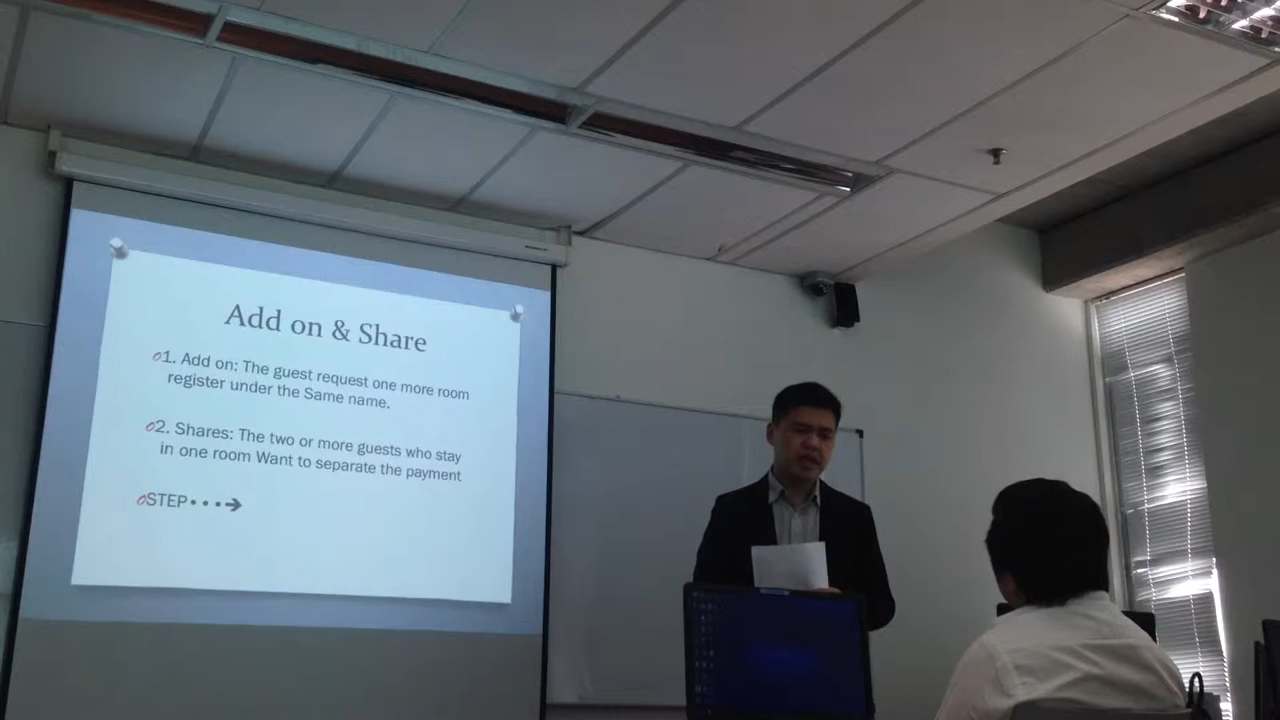 Add on & Share
1. Add on: The guest request one more room
register under the Same name.
2. Shares: The two or more guests who stay
in one room Want to separate the payment
STEP•••➔